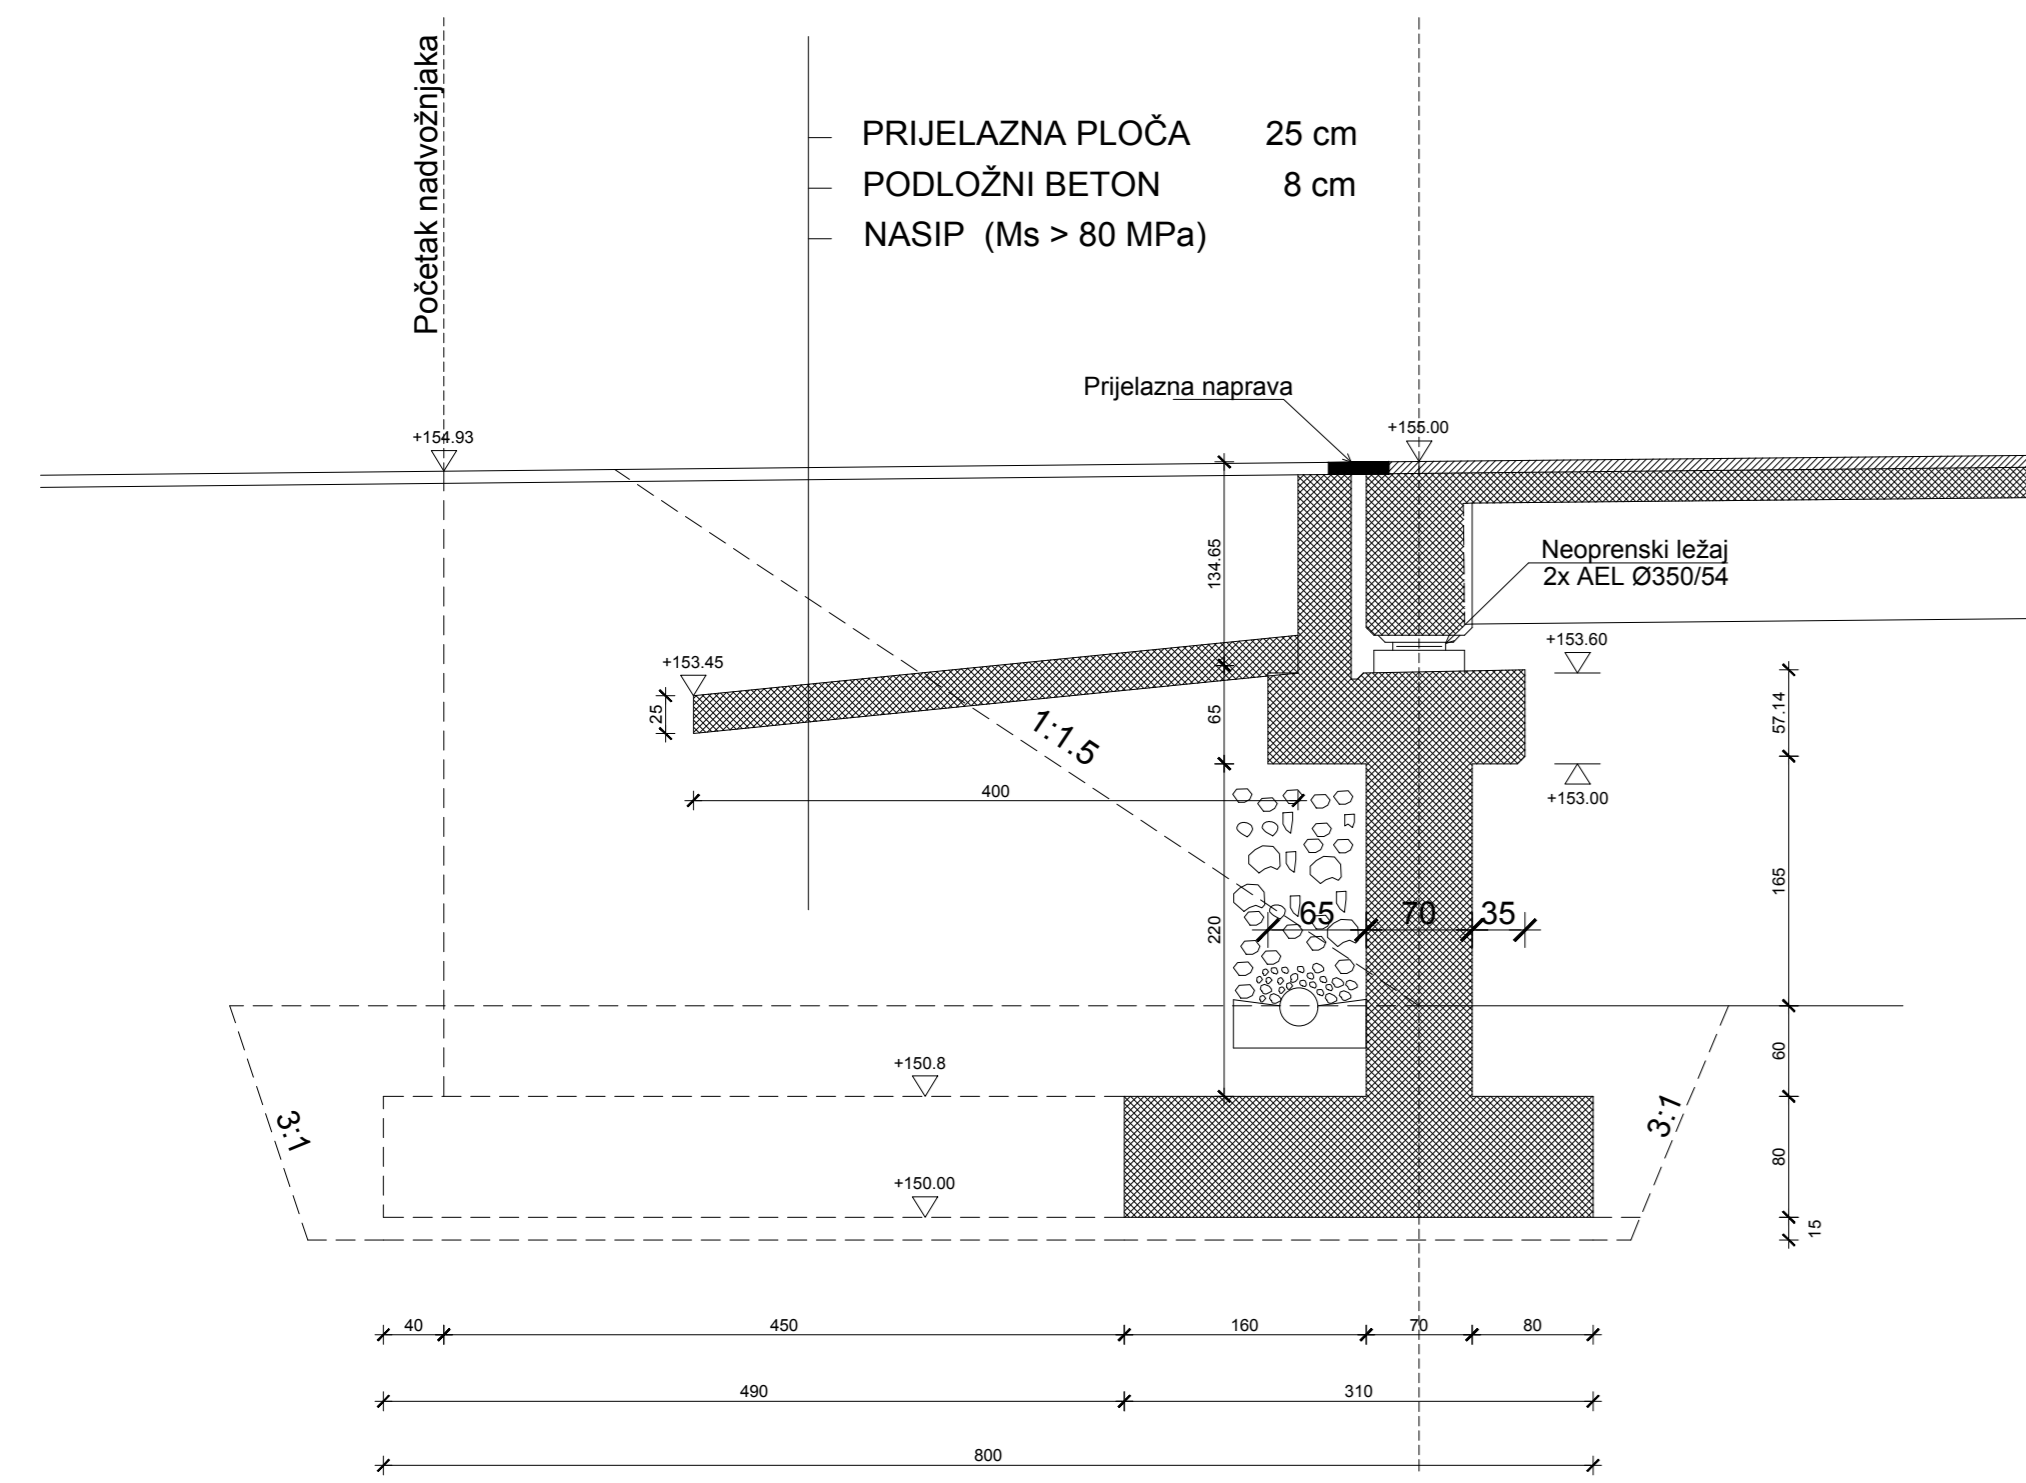 Početak nadvožnjaka
PRIJELAZNA PLOČA 25 cm
PODLOŽNI BETON 8 cm
NASIP (Ms > 80 MPa)
Prijelazna naprava
+154.93
+155.00
134.65
Neoprenski ležaj
2x AEL Ø350/54
+153.60
+153.45
25
65
1:1.5
57.14
400
+153.00
165
220
65 70 35
+150.8
60
3:1
3:1
80
+150.00
15
40 450 160 70 80
490 310
800